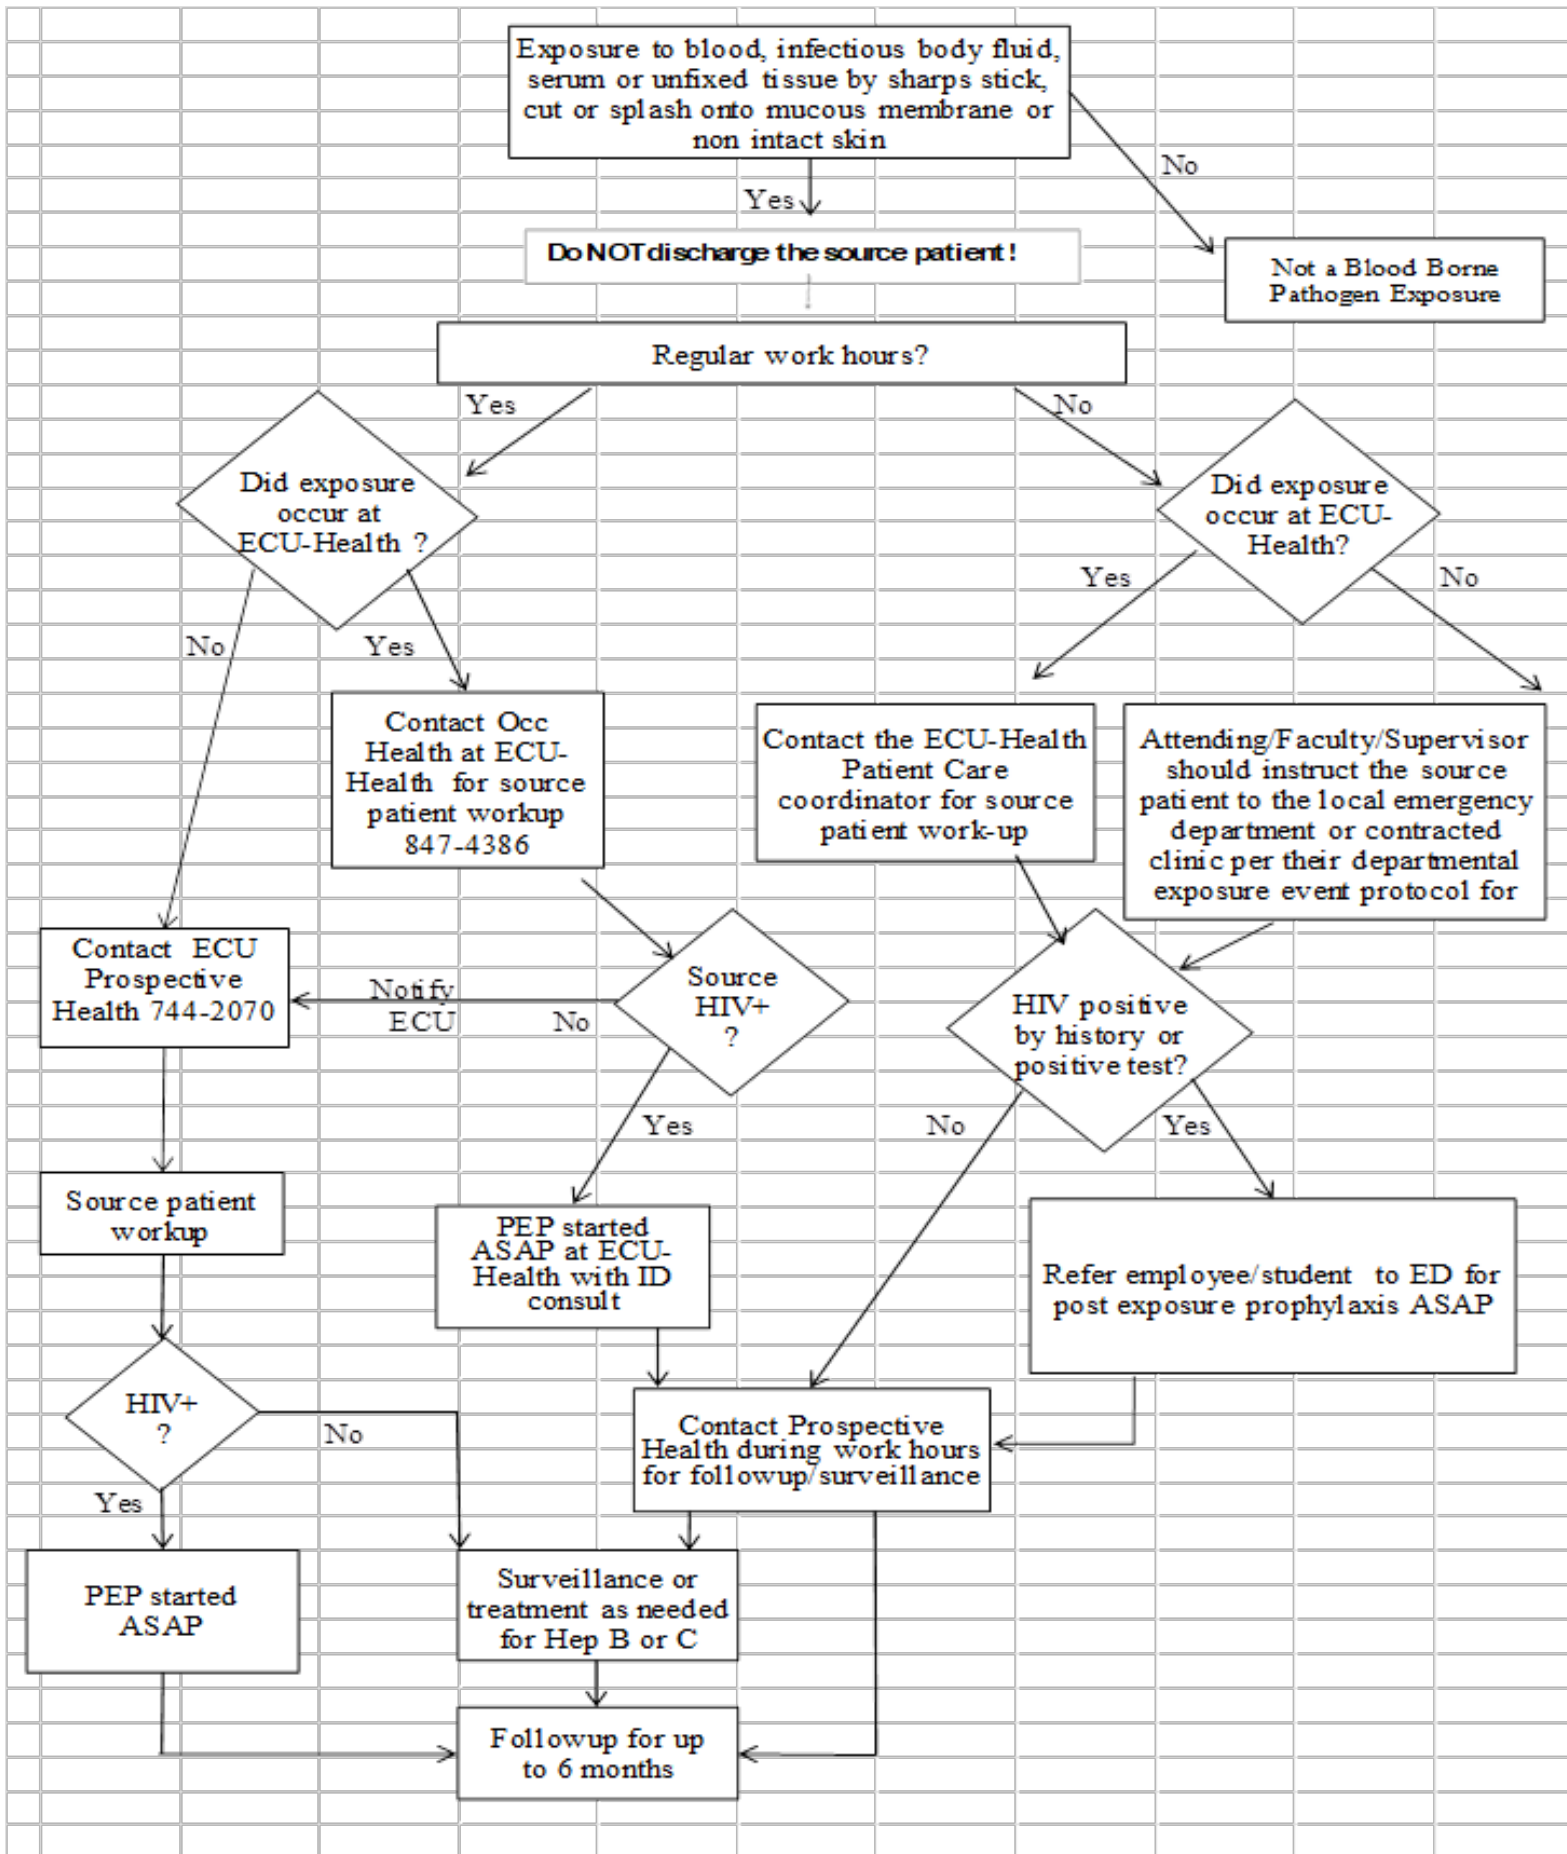 Exposure to blood, infectious body fluid,
serum or unfixed tissue by sharps stick,
cut or splash onto mucous membrane or
non intact skin
No
Yes
Do NOT discharge the source patient!
Not a Blood Borne
Pathogen Exposure
Regular work hours?
Yes
No
Did exposure
occur at
ECU-Health ?
Did exposure
occur at ECU-
Health?
Yes
No
No
Yes
Contact Occ
Health at ECU-
Health for source
patient workup
847-4386
Contact the ECU-Health
Patient Care
coordinator for source
patient work-up
Attending/Faculty/Supervisor
should instruct the source
patient to the local emergency
department or contracted
clinic per their departmental
exposure event protocol for
Contact ECU
Prospective
Health 744-2070
Notify
ECU
No
Source
HIV+
?
HIV positive
by history or
positive test?
Yes
No
Yes
Source patient
workup
PEP started
ASAP at ECU-
Health with ID
consult
Refer employee/student to ED for
post exposure prophylaxis ASAP
HIV+
?
No
Contact Prospective
Health during work hours
for followup/surveillance
Yes
PEP started
ASAP
Surveillance or
treatment as needed
for Hep B or C
Followup for up
to 6 months